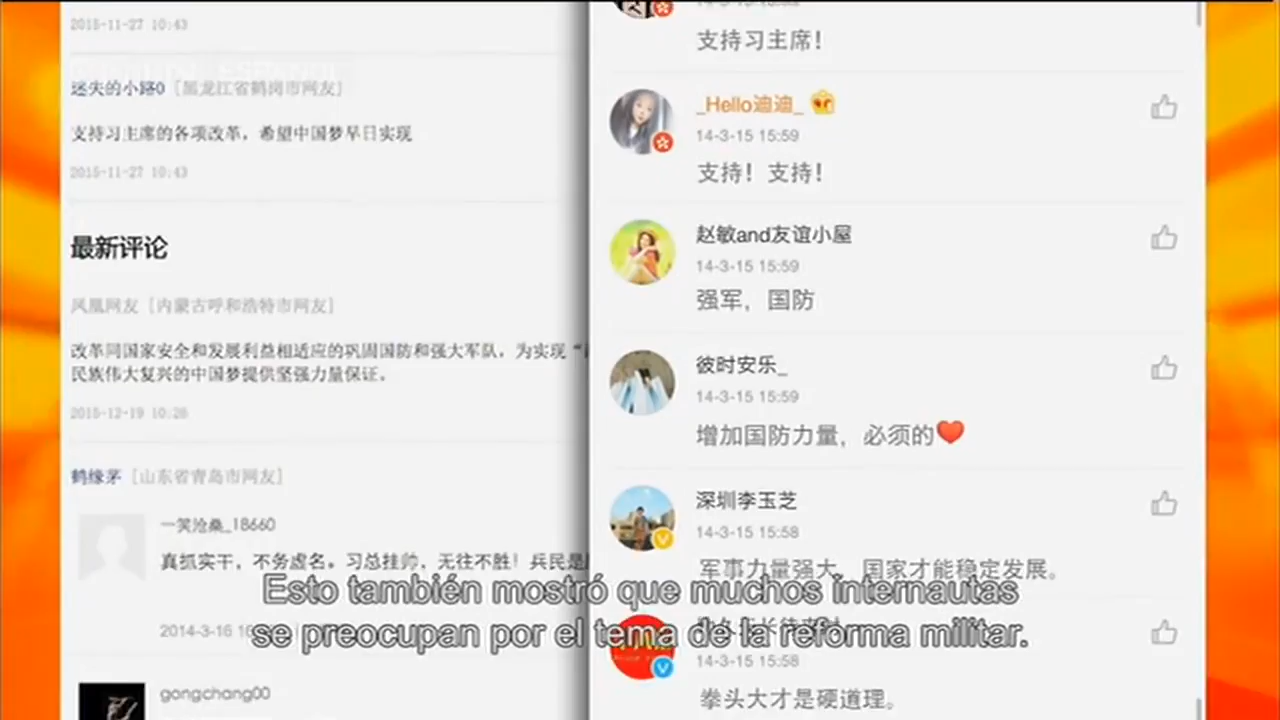 2015-11-27 10:43
迷失的小路0 [黑龙江省鹤岗市网友]
支持习主席的各项改革，希望中国梦早日实现
2015-11-27 10:43
最新评论
凤凰网友 [内蒙古呼和浩特市网友]
改革同国家安全和发展利益相适应的巩固国防和强大军队，为实现“
民族伟大复兴的中国梦提供坚强力量保证。
2015-12-19 10:26
鹤缘茅 [山东省青岛市网友]
一笑沧桑_18660
真抓实干，不务虚名。习总挂帅，无往不胜！兵民是
2014-3-16 16
gongchang00
支持习主席！
_Hello迪迪_
14-3-15 15:59
支持！支持！
赵敏and友谊小屋
14-3-15 15:59
强军，国防
彼时安乐_
14-3-15 15:59
增加国防力量，必须的
深圳李玉芝
14-3-15 15:58
军事力量强大，国家才能稳定发展。
14-3-15 15:58
拳头大才是硬道理。
Esto también mostró que muchos internautas
se preocupan por el tema de la reforma militar.